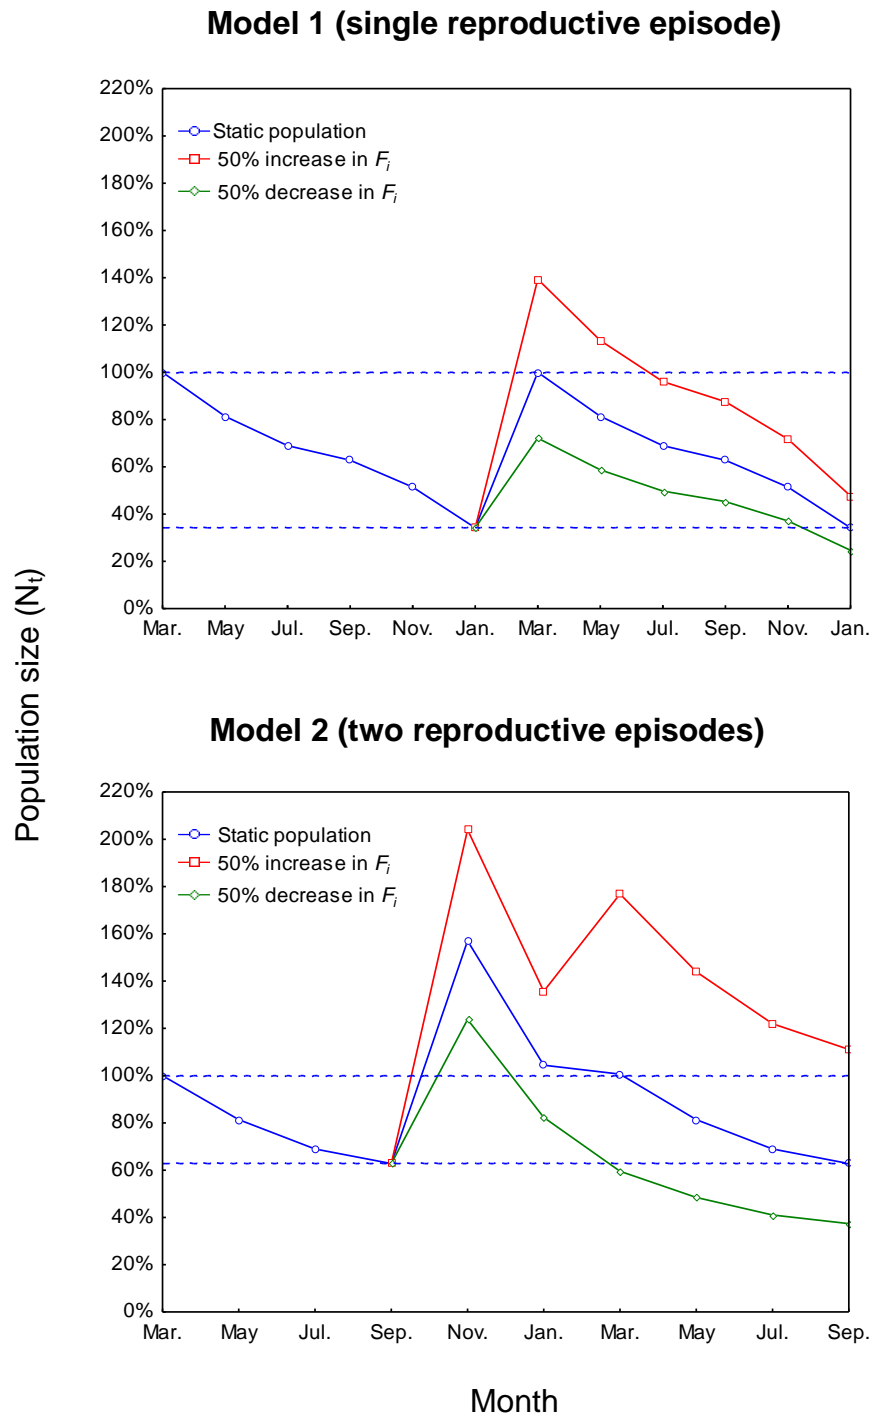 Model 1 (single reproductive episode)
220%
200%
180%
160%
140%
120%
100%
80%
60%
40%
20%
0%
Static population
50% increase in Fi
50% decrease in Fi
Mar. May Jul. Sep. Nov. Jan. Mar. May Jul. Sep. Nov. Jan.
Population size (Nt)
Model 2 (two reproductive episodes)
220%
200%
180%
160%
140%
120%
100%
80%
60%
40%
20%
0%
Static population
50% increase in Fi
50% decrease in Fi
Mar. May Jul. Sep. Nov. Jan. Mar. May Jul. Sep.
Month